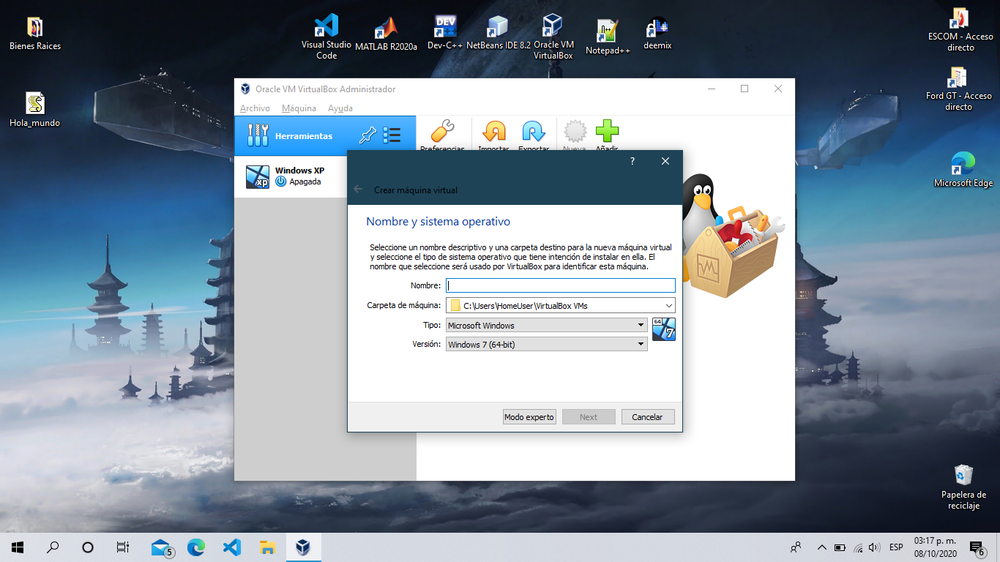 Bienes Raices
Hola_mundo
Visual Studio
Code
MATLAB R2020a
DEV
C++
Dev-C++
NetBeans IDE 8.2
Oracle VM
VirtualBox
Notepad++
deemix
ESCOM - Acceso
directo
Ford GT - Acceso
directo
Microsoft Edge
Papelera de
reciclaje
Oracle VM VirtualBox Administrador
Archivo Máquina Ayuda
Herramientas
Preferencias Importar Exportar Nueva Añadir
xp
Windows XP
Apagada
?
Crear máquina virtual
Nombre y sistema operativo
Seleccione un nombre descriptivo y una carpeta destino para la nueva máquina virtual
y seleccione el tipo de sistema operativo que tiene intención de instalar en ella. El
nombre que seleccione será usado por VirtualBox para identificar esta máquina.
Nombre:
Carpeta de máquina: C:\Users\HomeUser\VirtualBox VMs
Tipo: Microsoft Windows
64
7
Versión: Windows 7 (64-bit)
Modo experto Next Cancelar
5
ESP
03:17 p. m.
08/10/2020
6